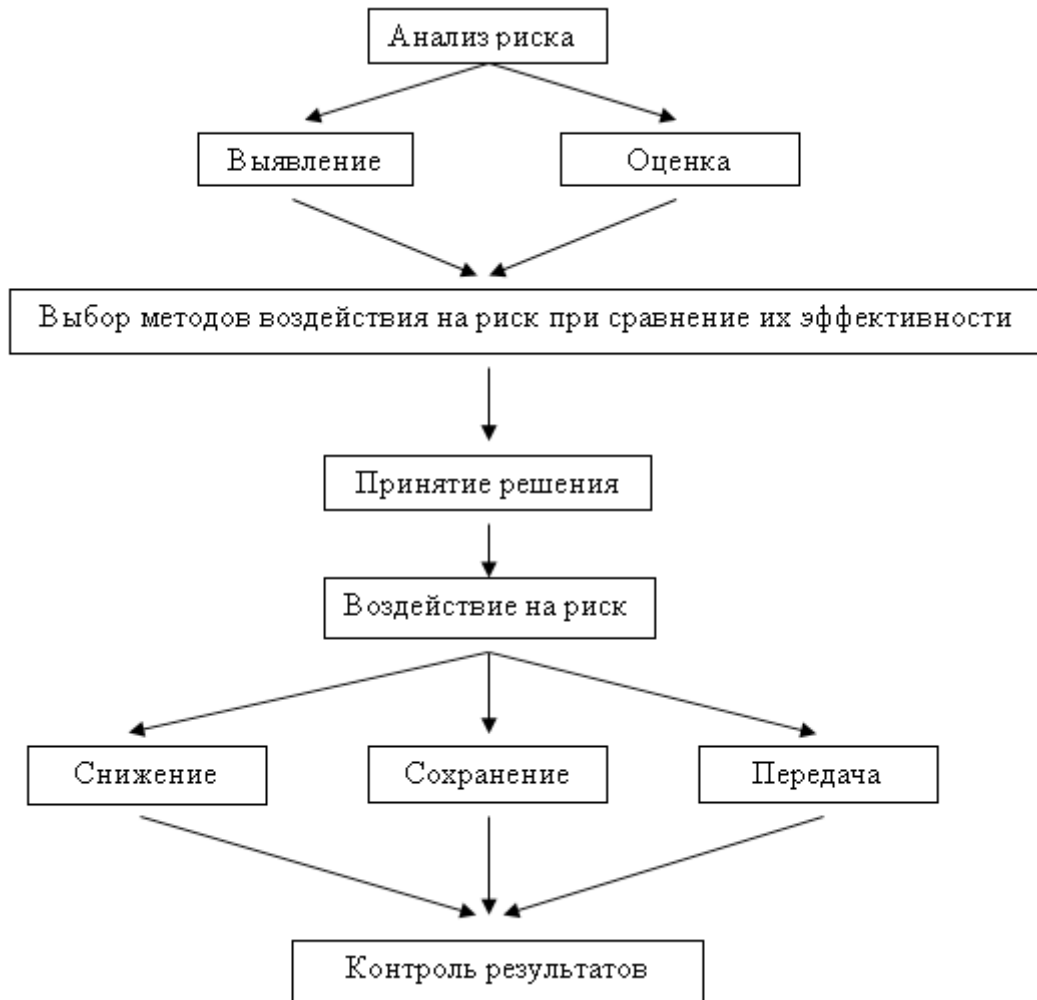 Анализ риска
Выявление
Оценка
Выбор методов воздействия на риск при сравнение их эффективности
Принятие решения
Воздействие на риск
Снижение
Сохранение
Передача
Контроль результатов